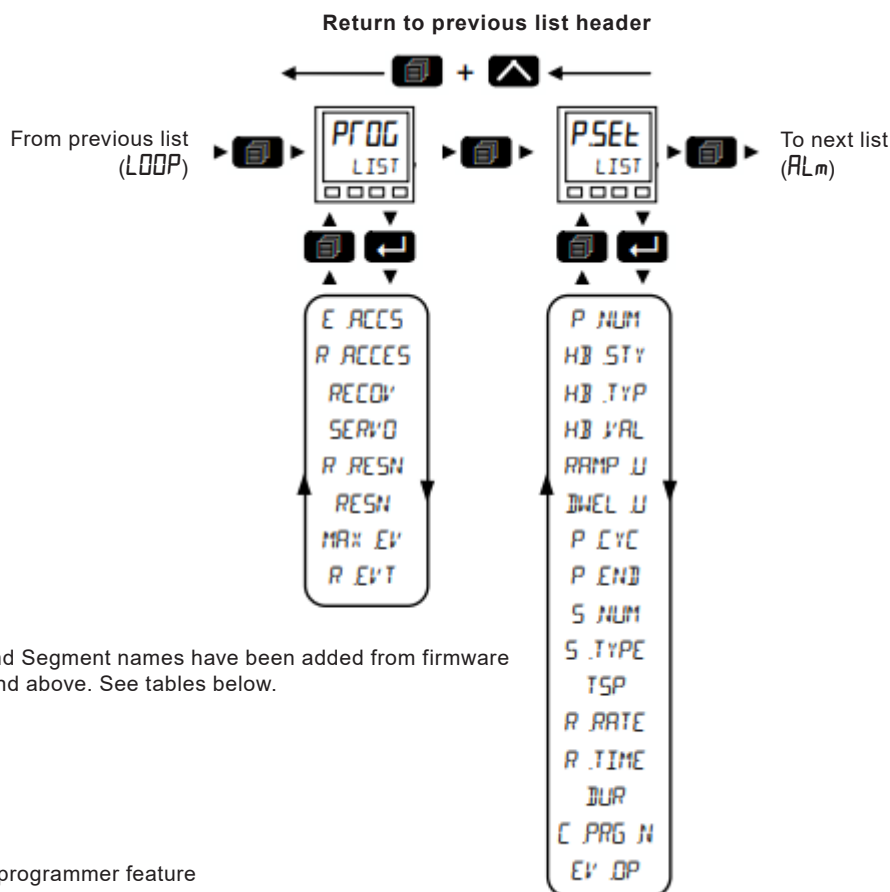 Return to previous list header
+
From previous list
(LOOP)
PROG
LIST
P.SEt
LIST
To next list
(ALm)
E.ACCS
R.ACCES
RECOV
SERVO
R.RESN
RESN
MAX.EV
R.EVT
P.NUM
HB.STY
HB.TYP
HB.VAL
RAMP.U
DWEL.U
P.CYC
P.END
S.NUM
S.TYPE
TSP
R.RATE
R.TIME
DUR
C.PRG.N
EV.OP
nd Segment names have been added from firmware
nd above. See tables below.
programmer feature